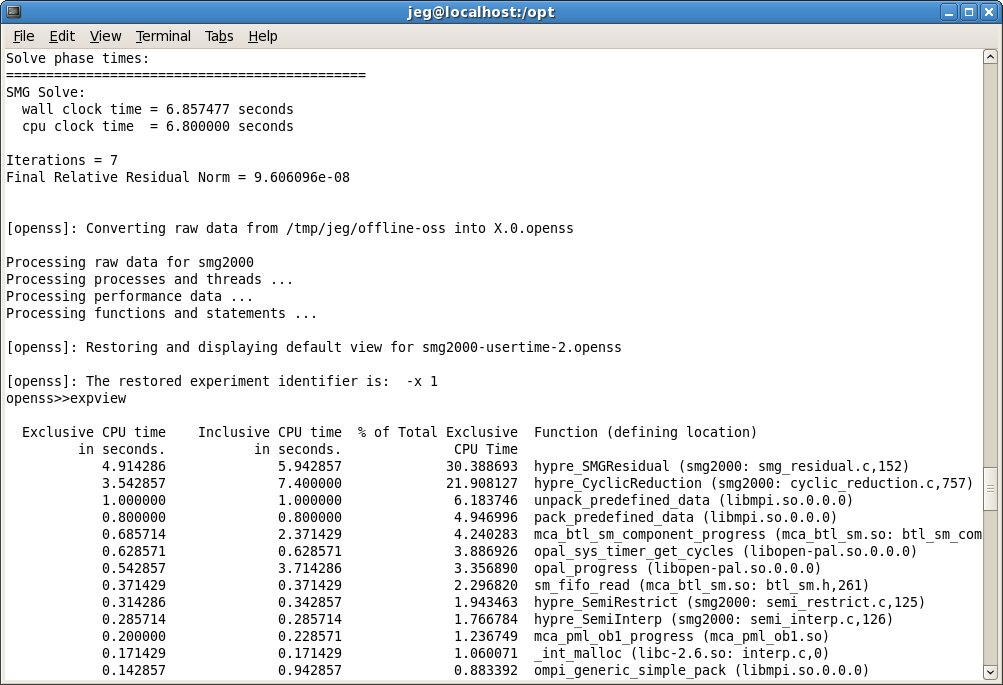 jeg@localhost:/opt
File Edit View Terminal Tabs Help
Solve phase times:
=============================================
SMG Solve:
  wall clock time = 6.857477 seconds
  cpu clock time  = 6.800000 seconds
Iterations = 7
Final Relative Residual Norm = 9.606096e-08
[openss]: Converting raw data from /tmp/jeg/offline-oss into X.0.openss
Processing raw data for smg2000
Processing processes and threads ...
Processing performance data ...
Processing functions and statements ...
[openss]: Restoring and displaying default view for smg2000-usertime-2.openss
[openss]: The restored experiment identifier is:  -x 1
openss>>expview
  Exclusive CPU time    Inclusive CPU time  % of Total Exclusive  Function (defining location)
         in seconds.           in seconds.              CPU Time
            4.914286              5.942857             30.388693  hypre_SMGResidual (smg2000: smg_residual.c,152)
            3.542857              7.400000             21.908127  hypre_CyclicReduction (smg2000: cyclic_reduction.c,757)
            1.000000              1.000000              6.183746  unpack_predefined_data (libmpi.so.0.0.0)
            0.800000              0.800000              4.946996  pack_predefined_data (libmpi.so.0.0.0)
            0.685714              2.371429              4.240283  mca_btl_sm_component_progress (mca_btl_sm.so: btl_sm_com
            0.628571              0.628571              3.886926  opal_sys_timer_get_cycles (libopen-pal.so.0.0.0)
            0.542857              3.714286              3.356890  opal_progress (libopen-pal.so.0.0.0)
            0.371429              0.371429              2.296820  sm_fifo_read (mca_btl_sm.so: btl_sm.h,261)
            0.314286              0.342857              1.943463  hypre_SemiRestrict (smg2000: semi_restrict.c,125)
            0.285714              0.285714              1.766784  hypre_SemiInterp (smg2000: semi_interp.c,126)
            0.200000              0.228571              1.236749  mca_pml_ob1_progress (mca_pml_ob1.so)
            0.171429              0.171429              1.060071  _int_malloc (libc-2.6.so: interp.c,0)
            0.142857              0.942857              0.883392  ompi_generic_simple_pack (libmpi.so.0.0.0)